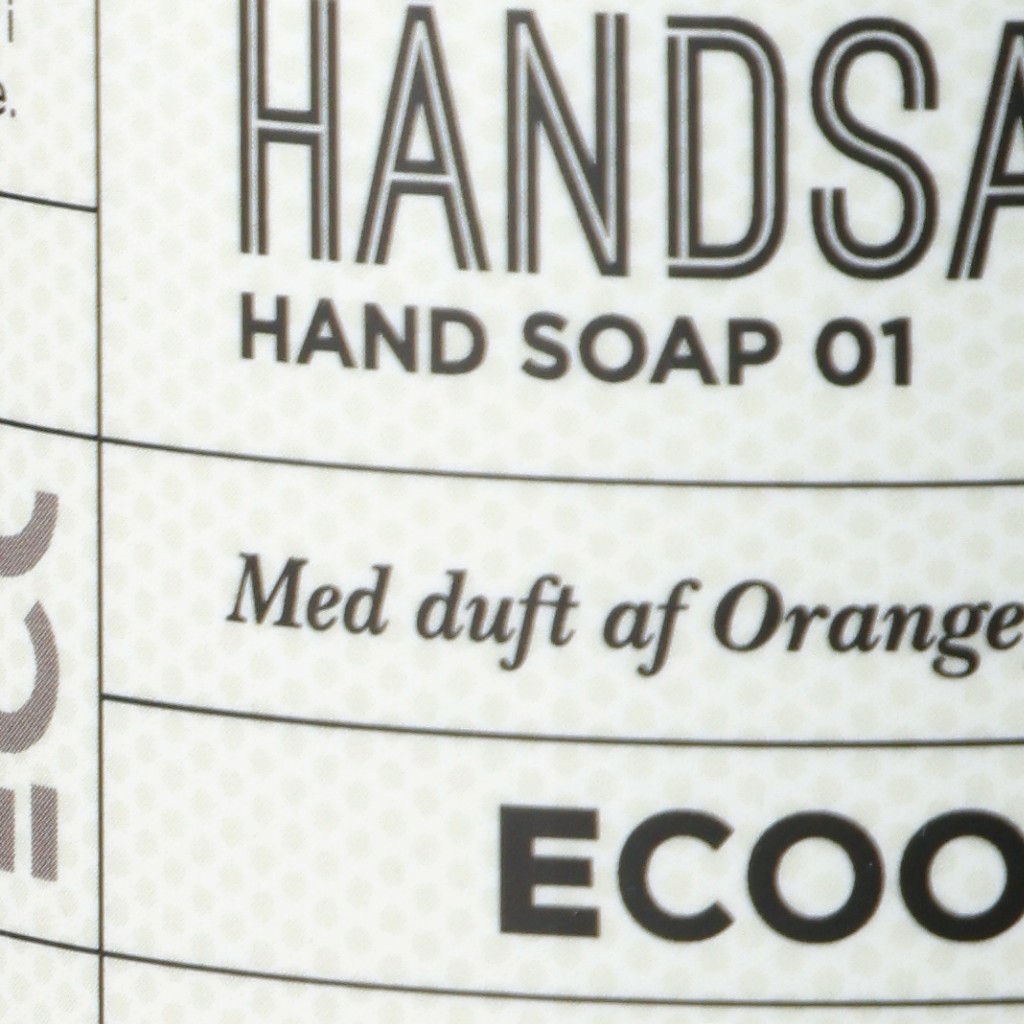 HANDSA
HAND SOAP 01
Med duft af Orange
ECOO